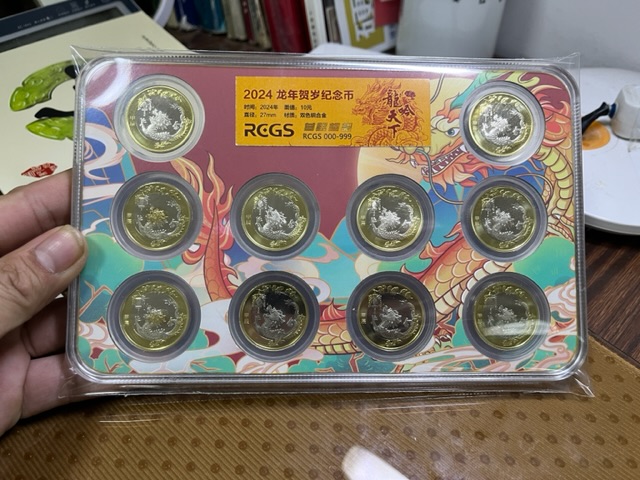 2024 龙年贺岁纪念币
时间: 2024年 面值: 10元
直径: 27mm 材质: 双色铜合金
RCGS
RCGS 000-999
龍
天下